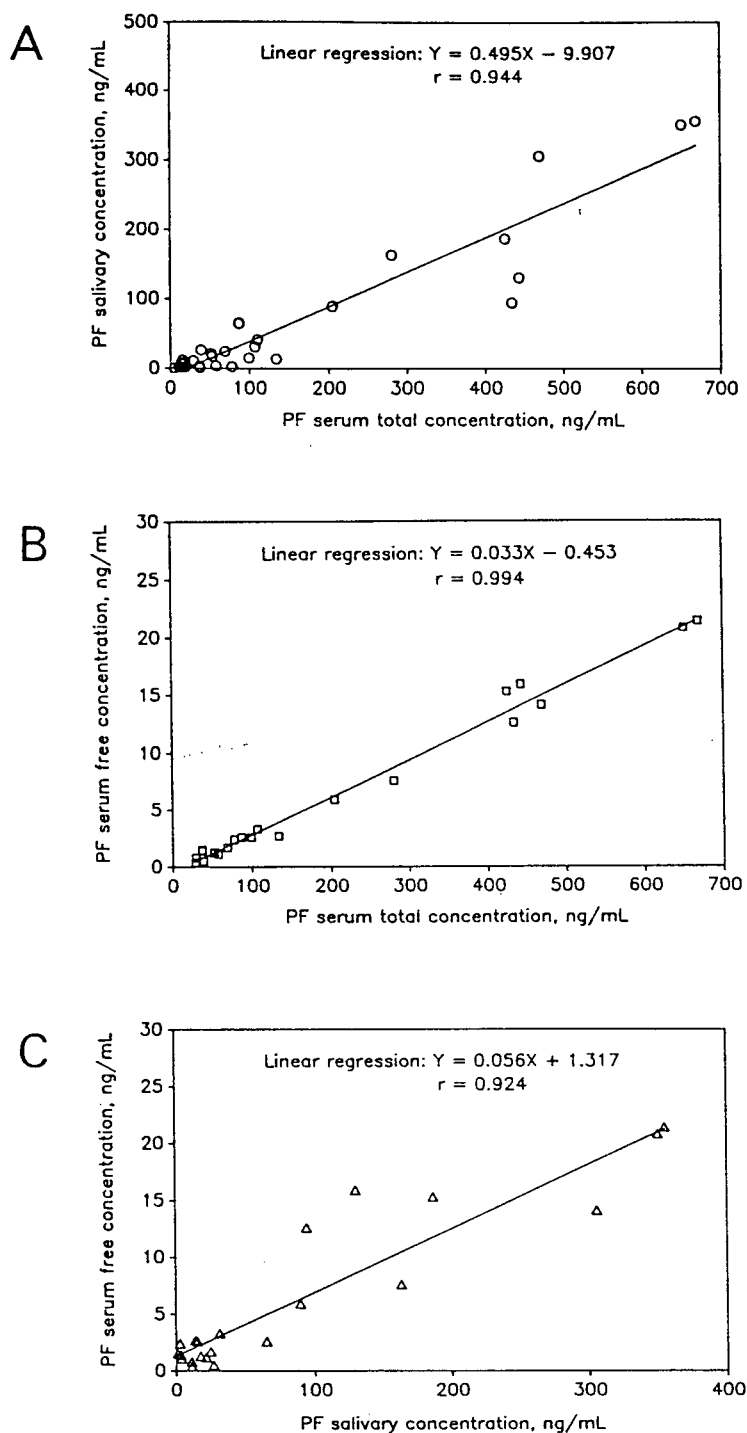 A
Linear regression: Y = 0.495X − 9.907
r = 0.944
500
400
300
200
100
0
0 100 200 300 400 500 600 700
PF salivary concentration, ng/mL
PF serum total concentration, ng/mL
B
Linear regression: Y = 0.033X − 0.453
r = 0.994
30
25
20
15
10
5
0
0 100 200 300 400 500 600 700
PF serum free concentration, ng/mL
PF serum total concentration, ng/mL
C
Linear regression: Y = 0.056X + 1.317
r = 0.924
30
25
20
15
10
5
0
0 100 200 300 400
PF serum free concentration, ng/mL
PF salivary concentration, ng/mL